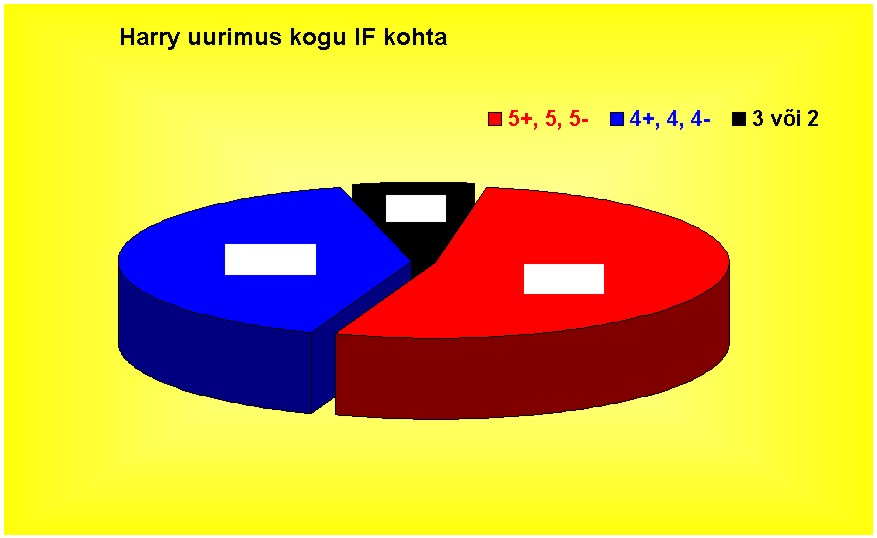 Harry uurimus kogu IF kohta
5+, 5, 5- 4+, 4, 4- 3 või 2